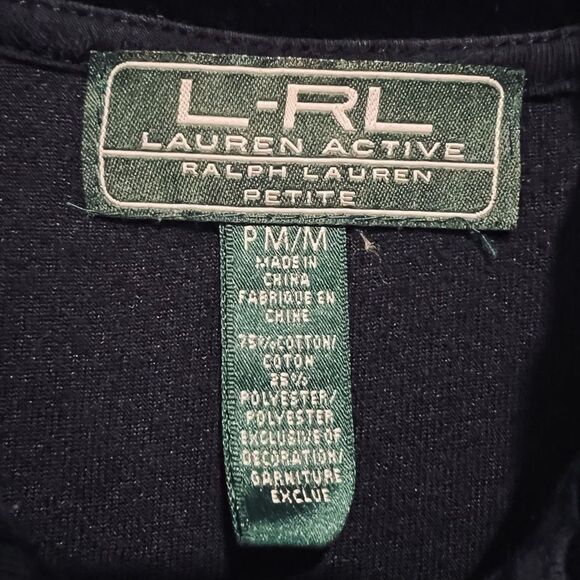 L-RL
LAUREN ACTIVE
RALPH LAUREN
PETITE
P M/M
MADE IN
CHINA
FABRIQUE EN
CHINE
75% COTTON/
COTON
25%
POLYESTER/
POLYESTER
EXCLUSIVE OF
DECORATION/
GARNITURE
EXCLUE